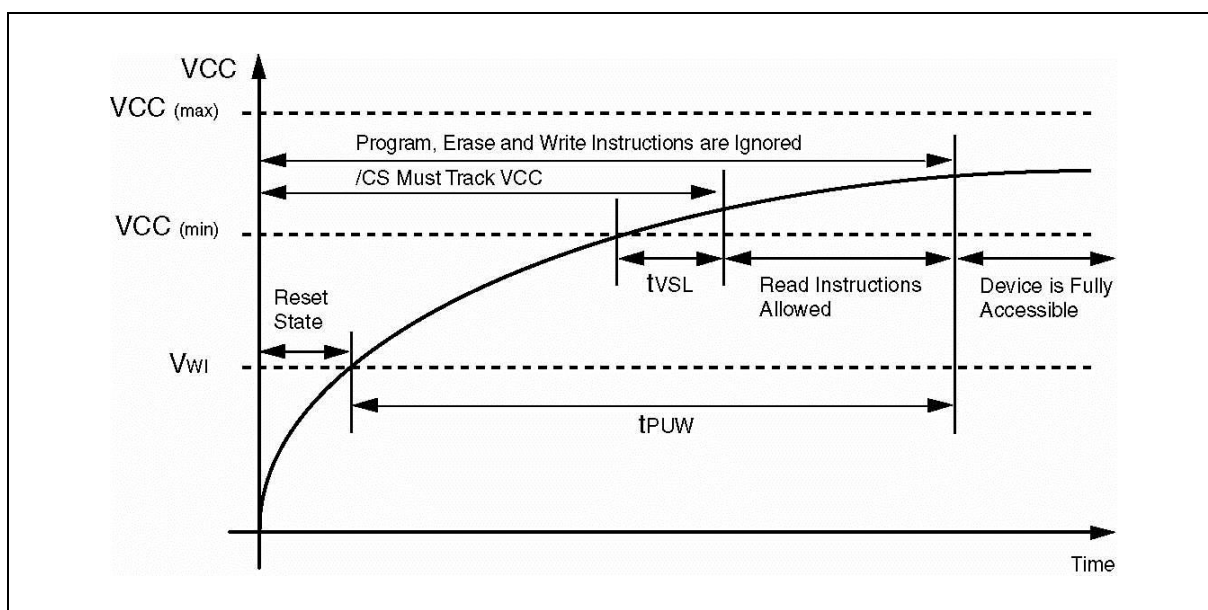 VCC
VCC (max)
Program, Erase and Write Instructions are Ignored
/CS Must Track VCC
VCC (min)
tVSL
Read Instructions
Allowed
Device is Fully
Accessible
Reset
State
VWI
tPUW
Time